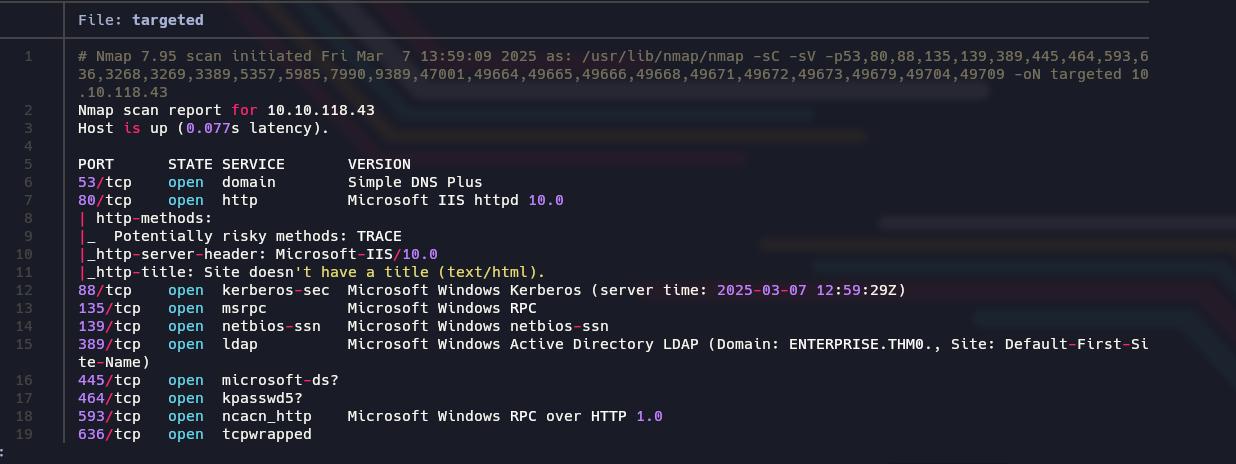 File: targeted
1 # Nmap 7.95 scan initiated Fri Mar  7 13:59:09 2025 as: /usr/lib/nmap/nmap -sC -sV -p53,80,88,135,139,389,445,464,593,6
36,3268,3269,3389,5357,5985,7990,9389,47001,49664,49665,49666,49668,49671,49672,49673,49679,49704,49709 -oN targeted 10
.10.118.43
2 Nmap scan report for 10.10.118.43
3 Host is up (0.077s latency).
4
5 PORT      STATE SERVICE       VERSION
6 53/tcp    open  domain        Simple DNS Plus
7 80/tcp    open  http          Microsoft IIS httpd 10.0
8 | http-methods:
9 |_  Potentially risky methods: TRACE
10 |_http-server-header: Microsoft-IIS/10.0
11 |_http-title: Site doesn't have a title (text/html).
12 88/tcp    open  kerberos-sec  Microsoft Windows Kerberos (server time: 2025-03-07 12:59:29Z)
13 135/tcp   open  msrpc         Microsoft Windows RPC
14 139/tcp   open  netbios-ssn   Microsoft Windows netbios-ssn
15 389/tcp   open  ldap          Microsoft Windows Active Directory LDAP (Domain: ENTERPRISE.THM0., Site: Default-First-Si
te-Name)
16 445/tcp   open  microsoft-ds?
17 464/tcp   open  kpasswd5?
18 593/tcp   open  ncacn_http    Microsoft Windows RPC over HTTP 1.0
19 636/tcp   open  tcpwrapped
: